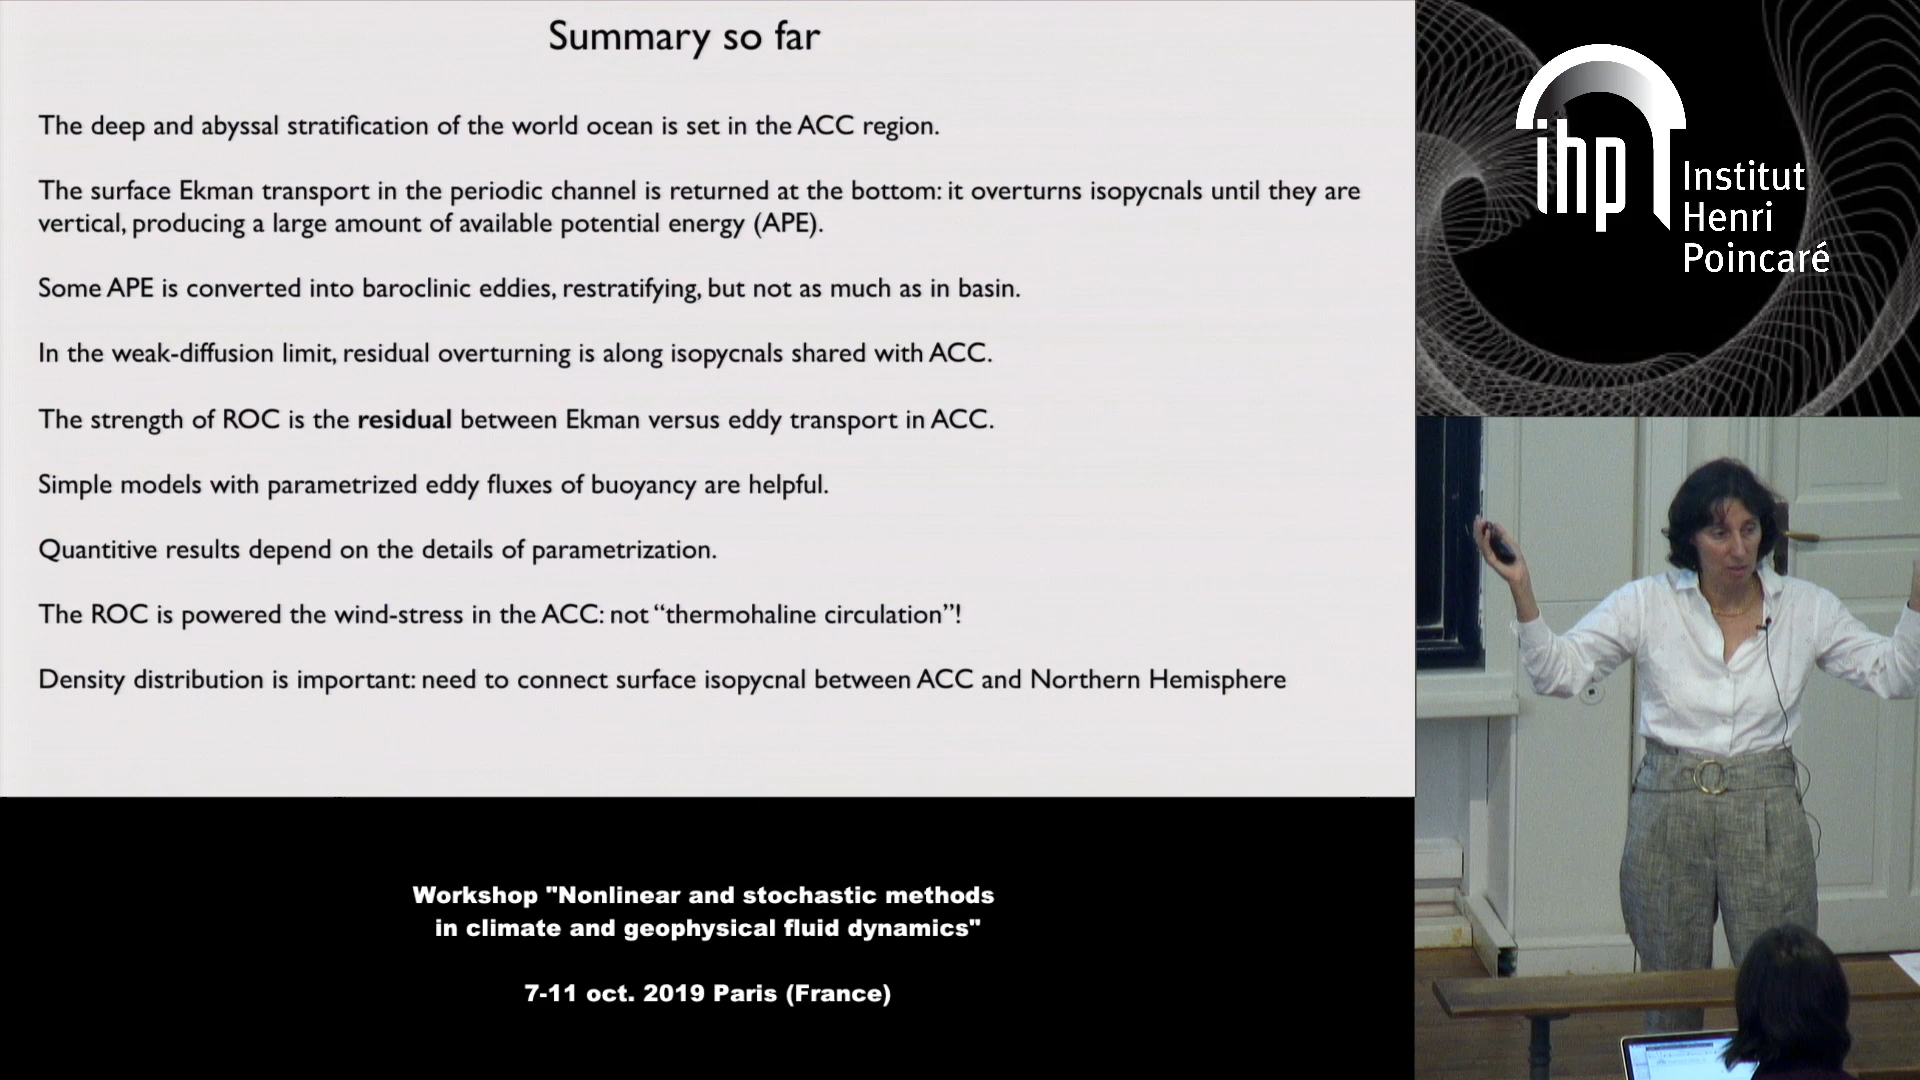 Summary so far
The deep and abyssal stratification of the world ocean is set in the ACC region.
The surface Ekman transport in the periodic channel is returned at the bottom: it overturns isopycnals until they are
vertical, producing a large amount of available potential energy (APE).
Some APE is converted into baroclinic eddies, restratifying, but not as much as in basin.
In the weak-diffusion limit, residual overturning is along isopycnals shared with ACC.
The strength of ROC is the residual between Ekman versus eddy transport in ACC.
Simple models with parametrized eddy fluxes of buoyancy are helpful.
Quantitive results depend on the details of parametrization.
The ROC is powered the wind-stress in the ACC: not “thermohaline circulation”!
Density distribution is important: need to connect surface isopycnal between ACC and Northern Hemisphere
ihp
Institut
Henri
Poincaré
Workshop "Nonlinear and stochastic methods
in climate and geophysical fluid dynamics"
7-11 oct. 2019 Paris (France)